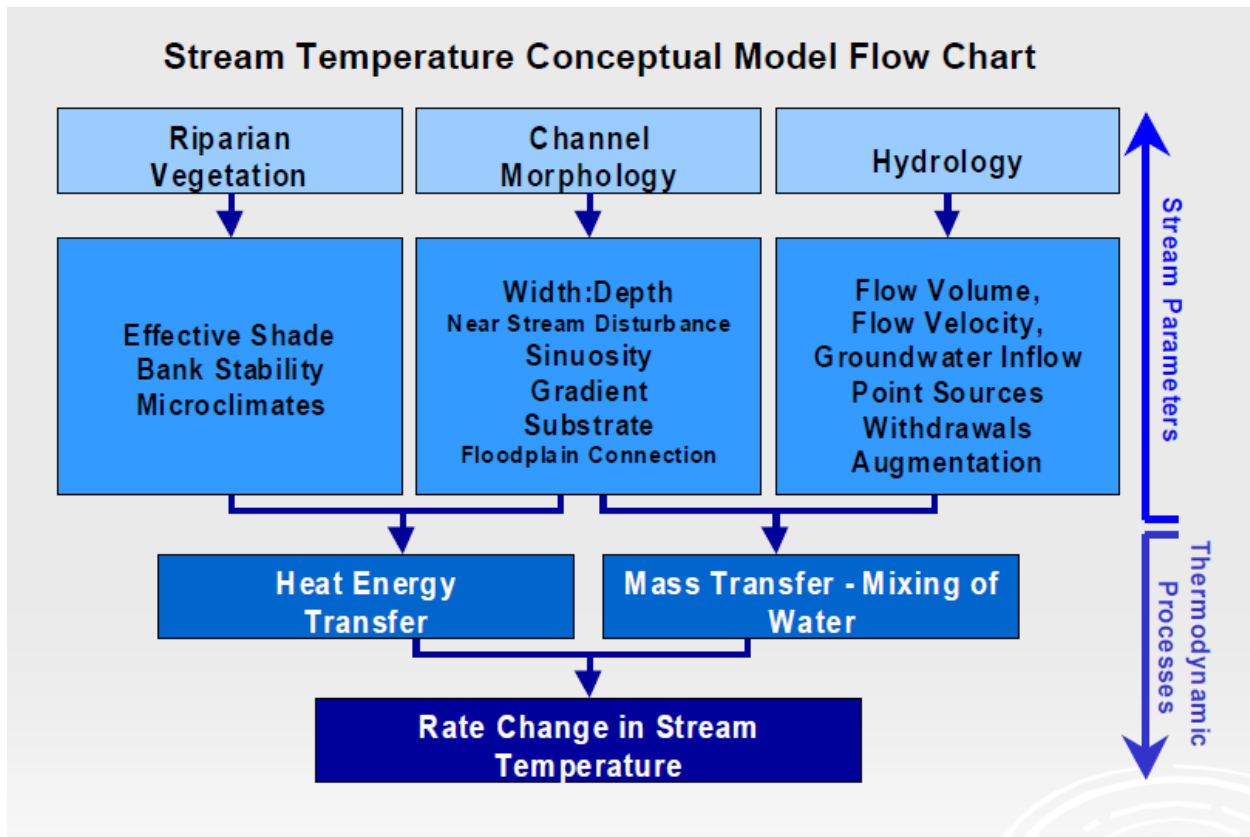 Stream Temperature Conceptual Model Flow Chart
Riparian
Vegetation
Channel
Morphology
Hydrology
Effective Shade
Bank Stability
Microclimates
Width:Depth
Near Stream Disturbance
Sinuosity
Gradient
Substrate
Floodplain Connection
Flow Volume,
Flow Velocity,
Groundwater Inflow
Point Sources
Withdrawals
Augmentation
Stream Parameters
Heat Energy
Transfer
Mass Transfer - Mixing of
Water
Rate Change in Stream
Temperature
Thermodynamic
Processes